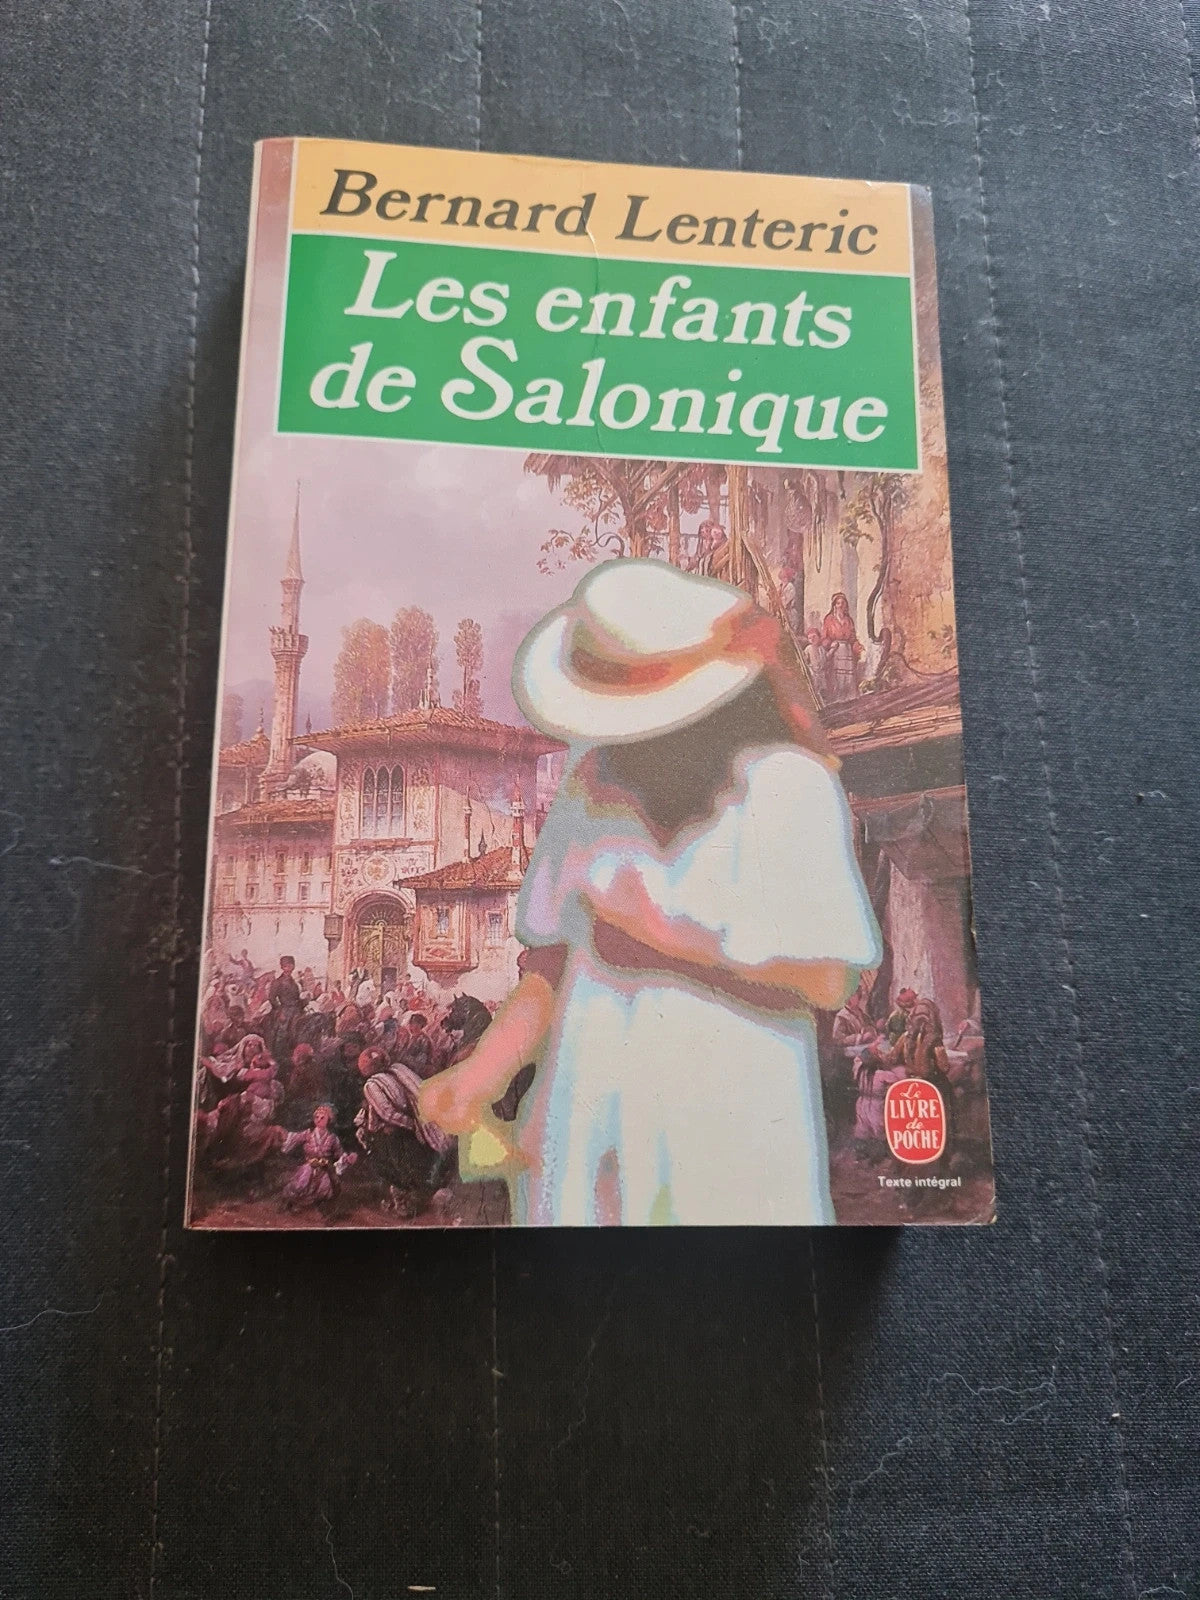 Bernard Lenteric
Les enfants
de Salonique
Le
LIVRE
de
POCHE
Texte intégral